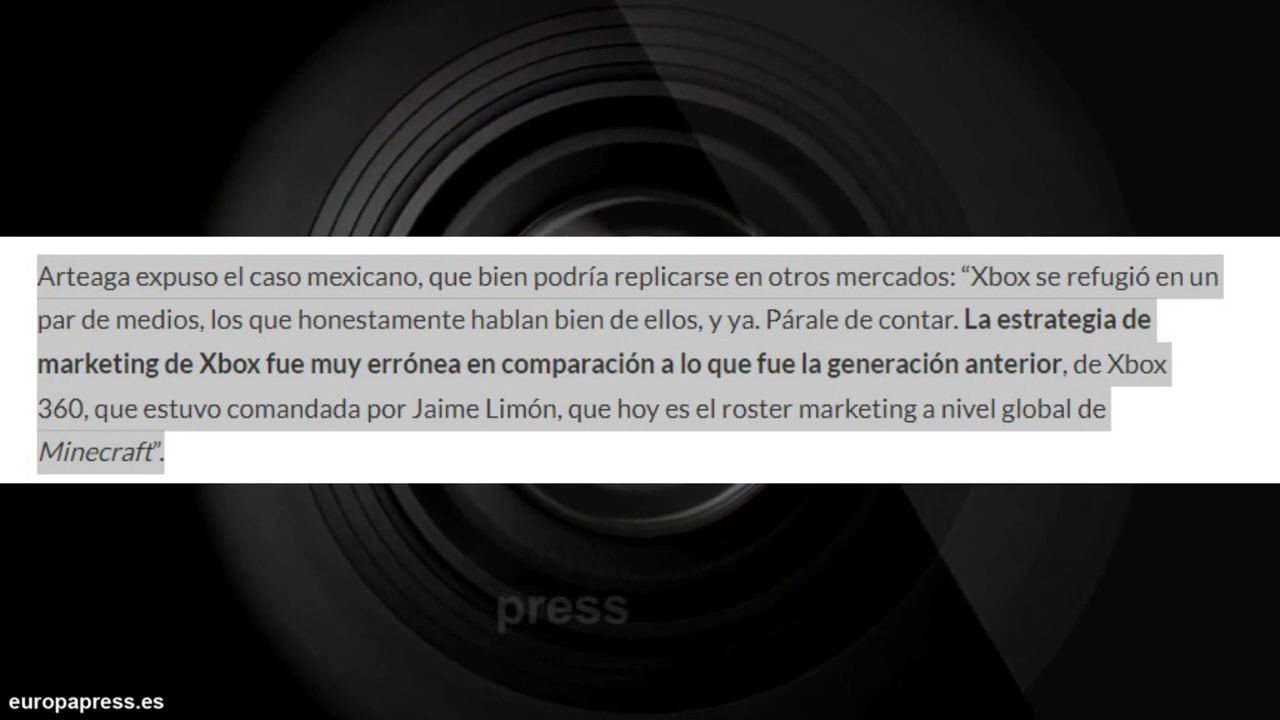 Arteaga expuso el caso mexicano, que bien podría replicarse en otros mercados: “Xbox se refugió en un
par de medios, los que honestamente hablan bien de ellos, y ya. Párale de contar. La estrategia de
marketing de Xbox fue muy errónea en comparación a lo que fue la generación anterior, de Xbox
360, que estuvo comandada por Jaime Limón, que hoy es el roster marketing a nivel global de
Minecraft”.
press
europapress.es